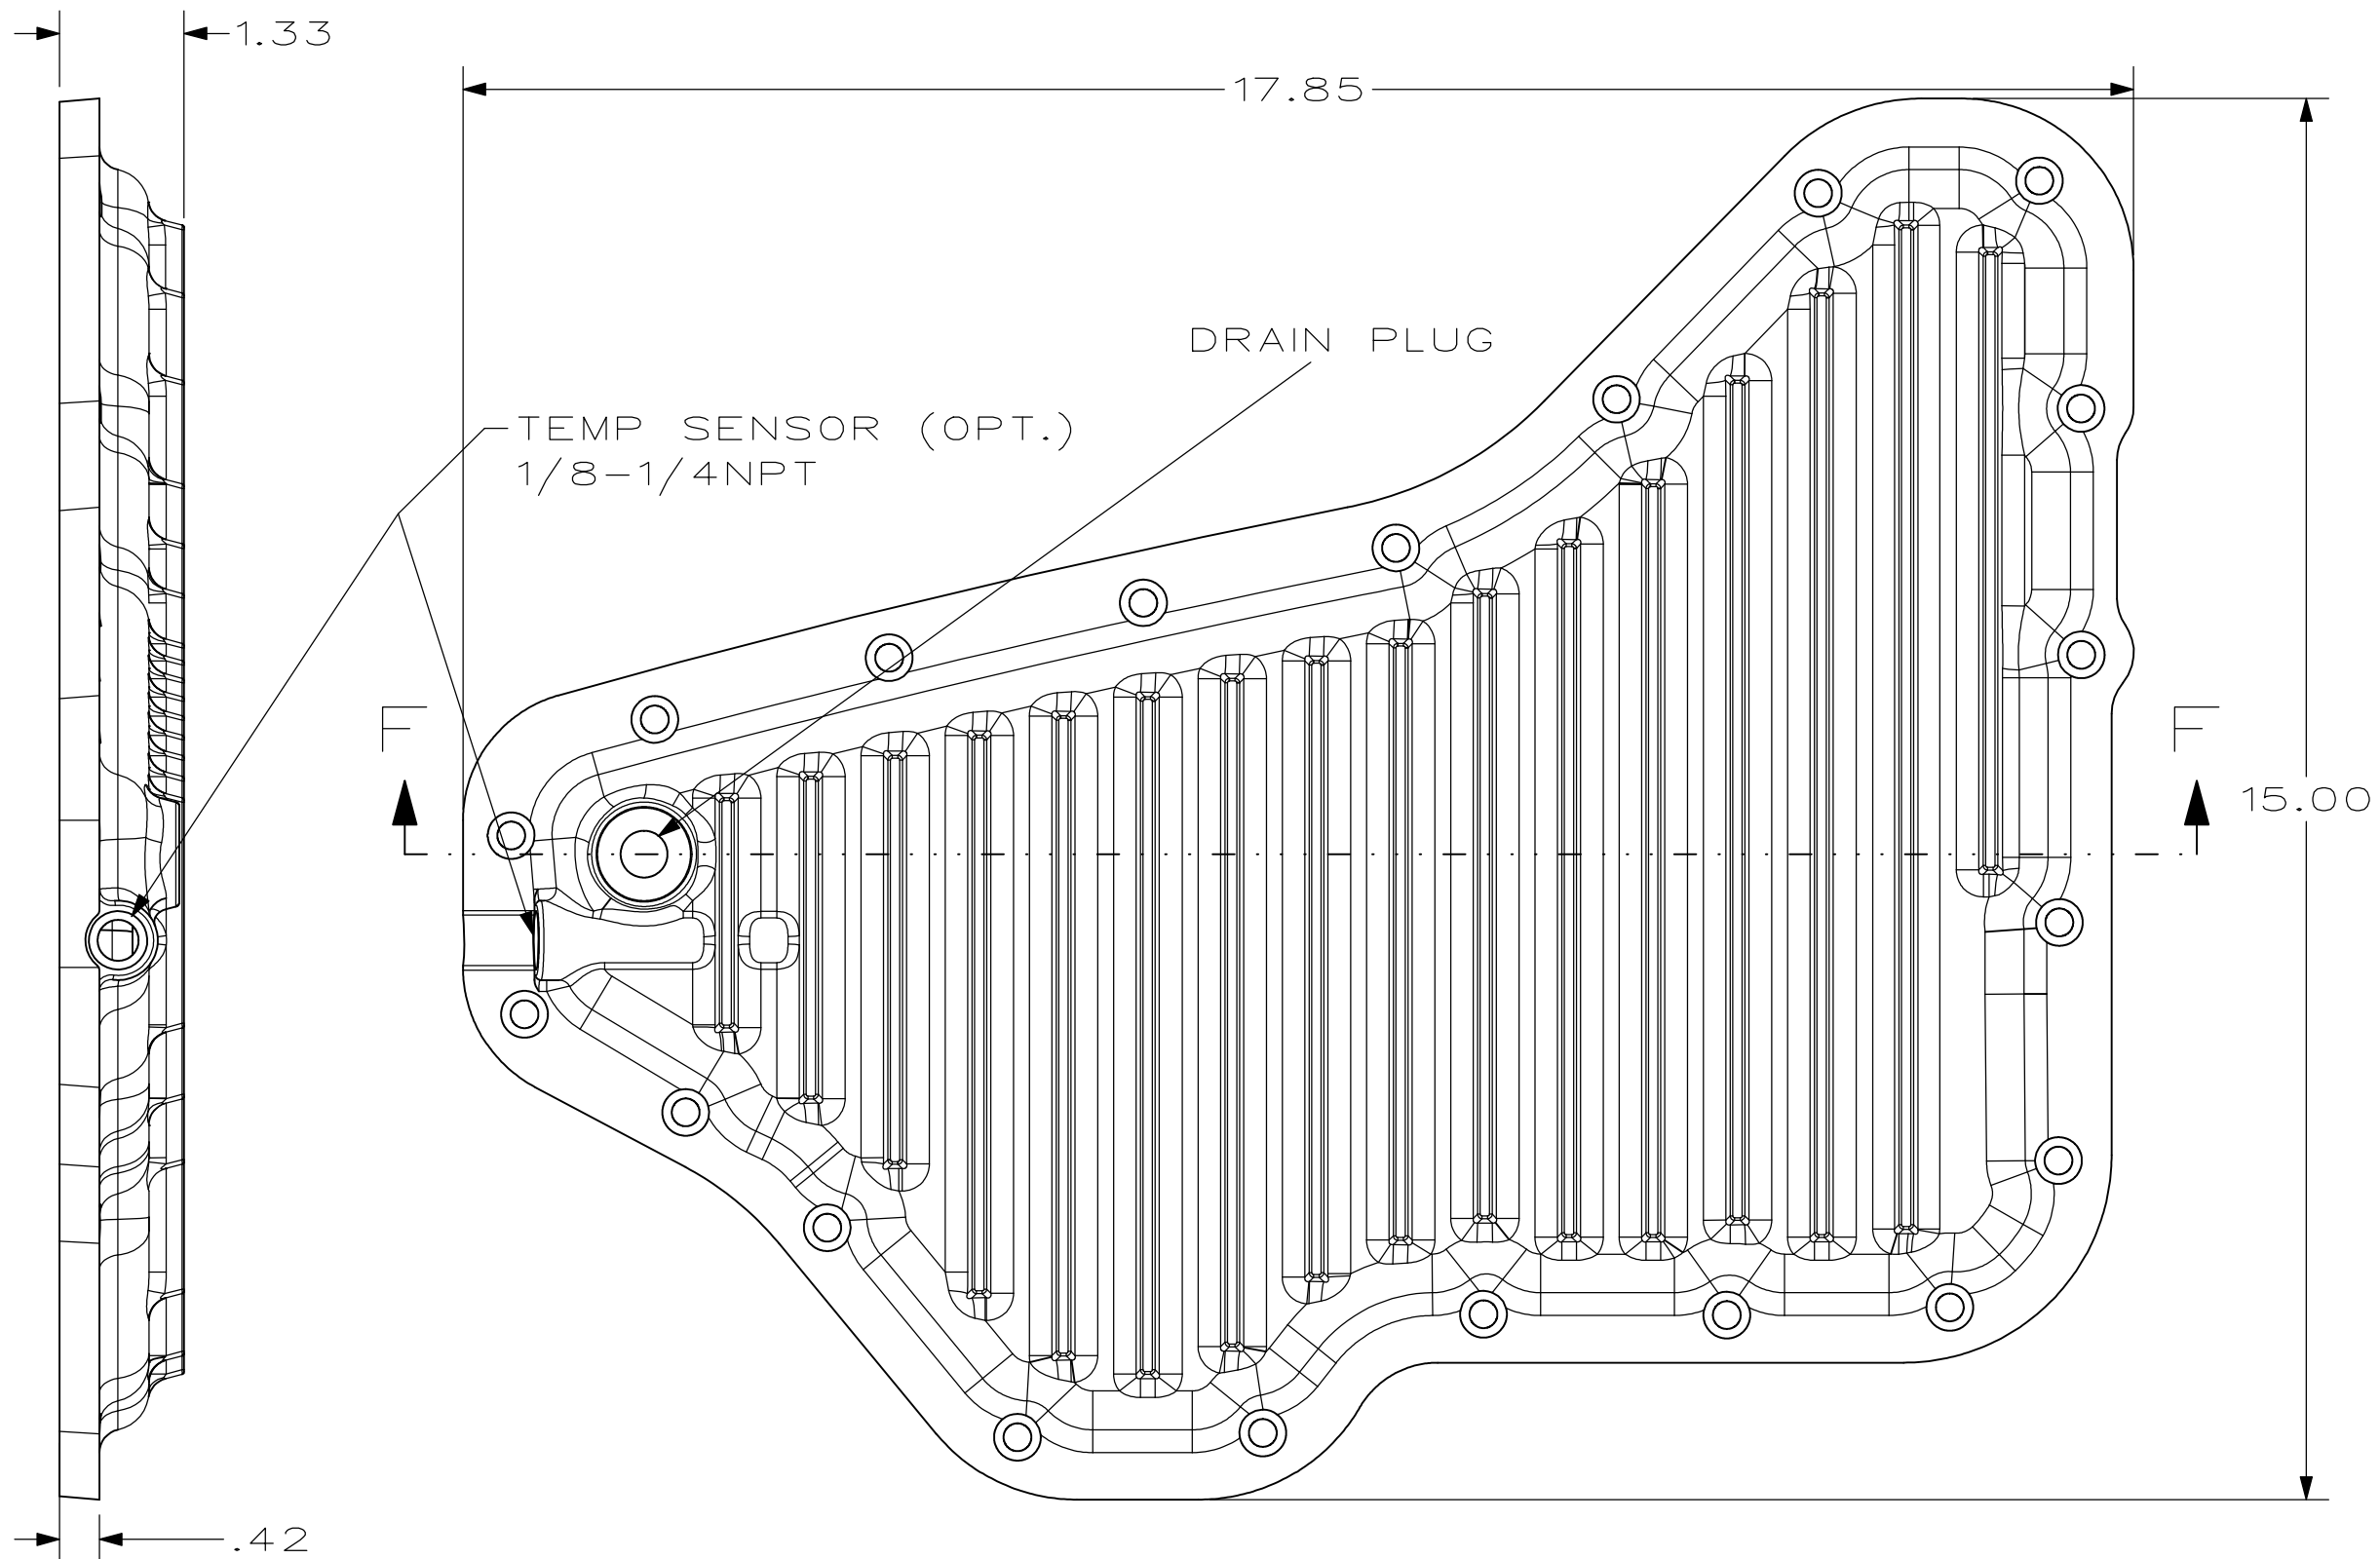 1.33
17.85
DRAIN PLUG
TEMP SENSOR (OPT.)
1/8-1/4NPT
F
F
15.00
.42